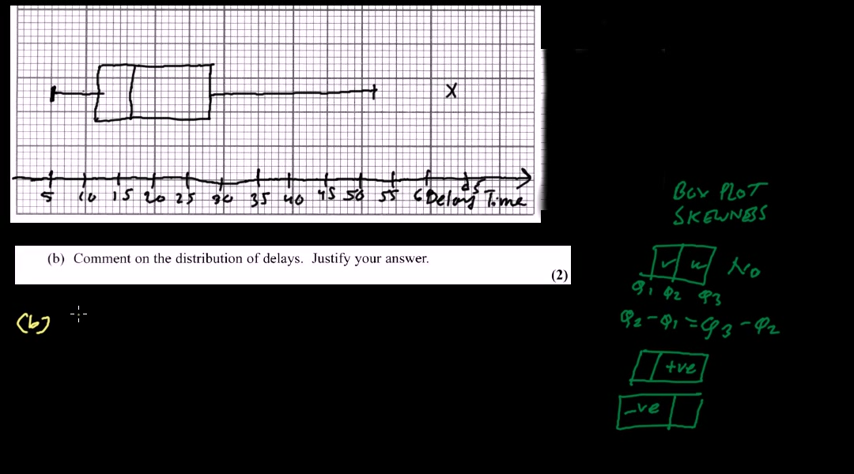 x
5 10 15 20 25 30 35 40 45 50 55 60 65
Delay Time
(b) Comment on the distribution of delays. Justify your answer.
(2)
(b)
BOX PLOT
SKEWNESS
No
Q1 Q2 Q3
Q2 - Q1 = Q3 - Q2
+ve
-ve